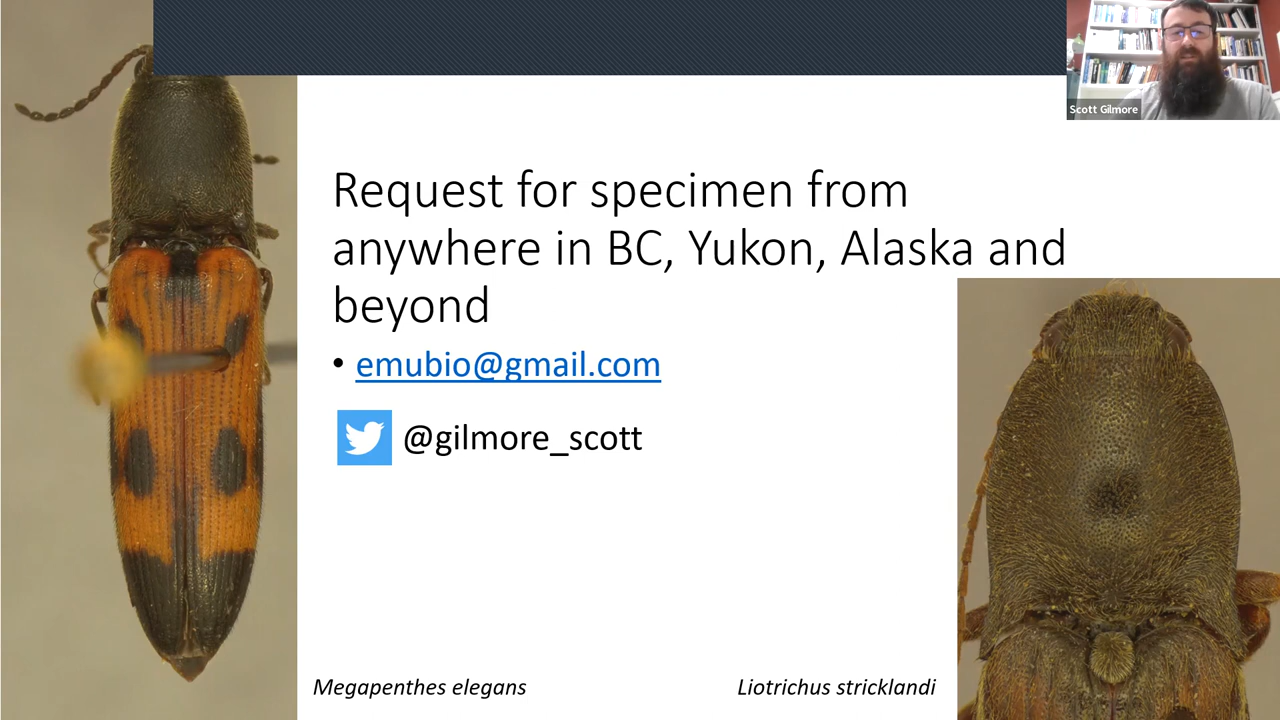 Scott Gilmore
Request for specimen from
anywhere in BC, Yukon, Alaska and
beyond
• emubio@gmail.com
@gilmore_scott
Megapenthes elegans
Liotrichus stricklandi